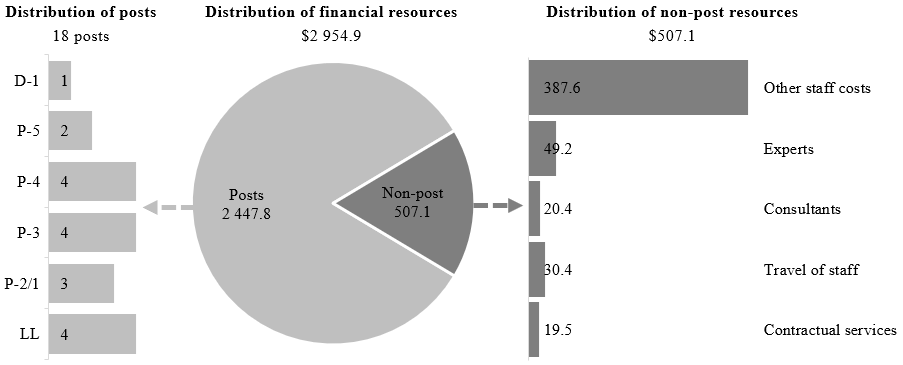 Distribution of posts
18 posts
D-1 1
P-5 2
P-4 4
P-3 4
P-2/1 3
LL 4
Distribution of financial resources
$2 954.9
Posts
2 447.8
Non-post
507.1
Distribution of non-post resources
$507.1
387.6 Other staff costs
49.2 Experts
20.4 Consultants
30.4 Travel of staff
19.5 Contractual services